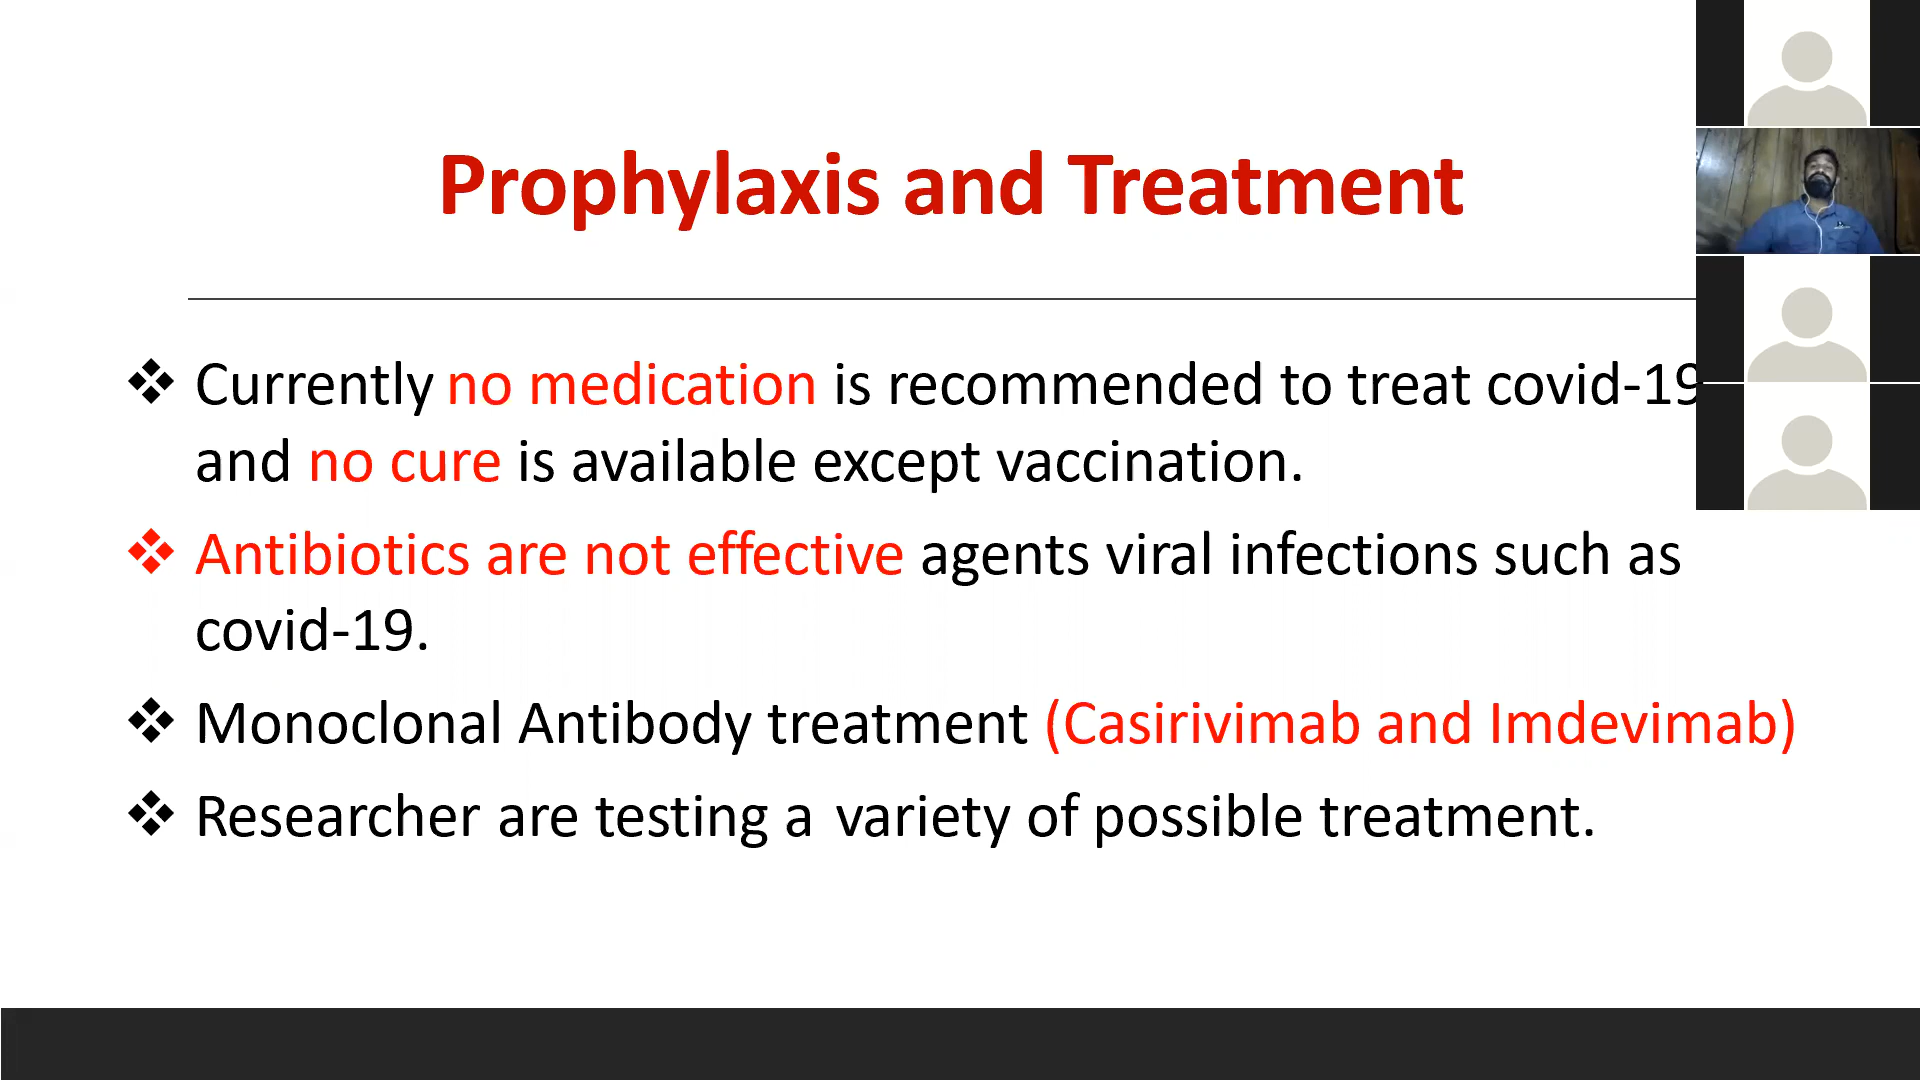 Prophylaxis and Treatment
❖ Currently no medication is recommended to treat covid-19
and no cure is available except vaccination.
❖ Antibiotics are not effective agents viral infections such as
covid-19.
❖ Monoclonal Antibody treatment (Casirivimab and Imdevimab)
❖ Researcher are testing a variety of possible treatment.